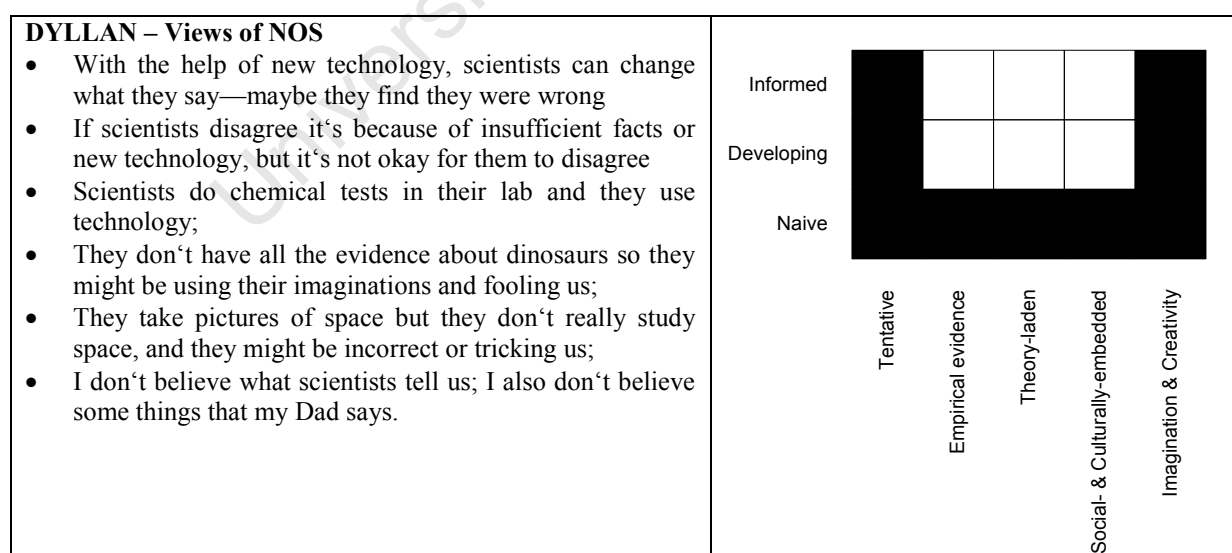 DYLLAN – Views of NOS
• With the help of new technology, scientists can change
what they say—maybe they find they were wrong
• If scientists disagree it‘s because of insufficient facts or
new technology, but it‘s not okay for them to disagree
• Scientists do chemical tests in their lab and they use
technology;
• They don‘t have all the evidence about dinosaurs so they
might be using their imaginations and fooling us;
• They take pictures of space but they don‘t really study
space, and they might be incorrect or tricking us;
• I don‘t believe what scientists tell us; I also don‘t believe
some things that my Dad says.
Informed
Developing
Naive
Tentative
Empirical evidence
Theory-laden
Social- & Culturally-embedded
Imagination & Creativity